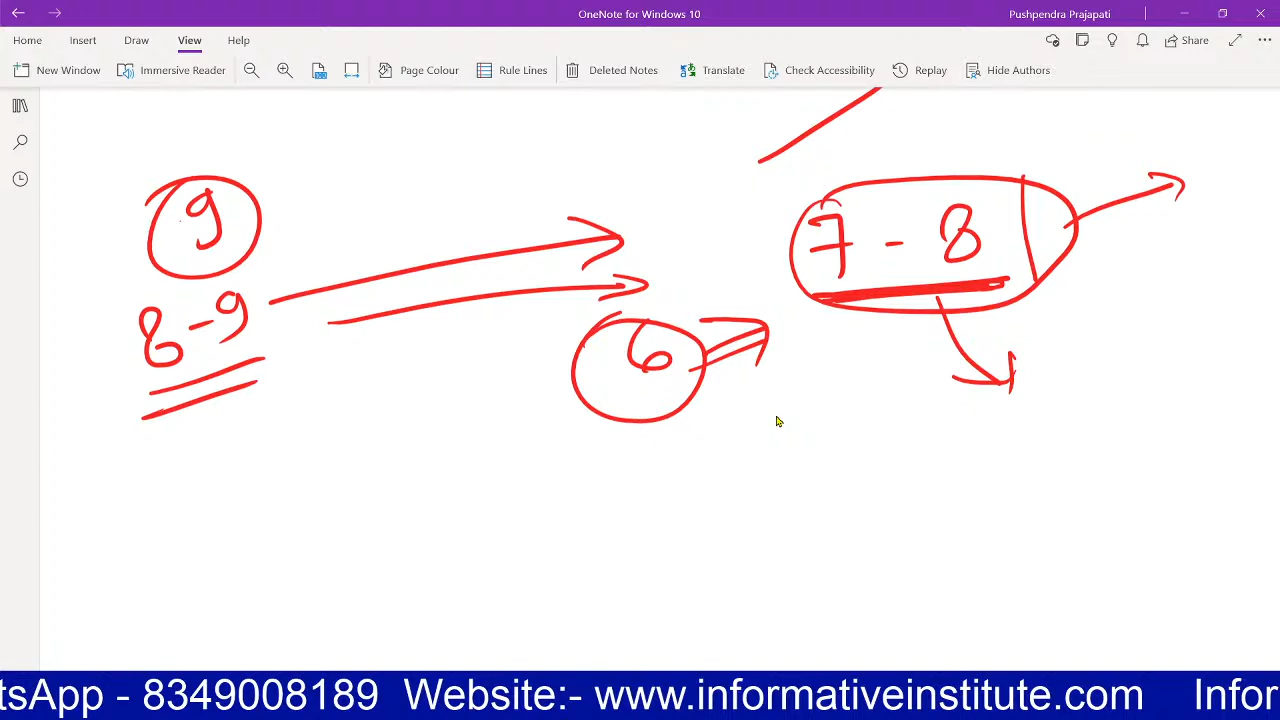 OneNote for Windows 10
Pushpendra Prajapati
Home Insert Draw View Help
Share
New Window Immersive Reader Page Colour Rule Lines Deleted Notes Translate Check Accessibility Replay Hide Authors
9
7 - 8
8-9
6
tsApp - 8349008189 Website:- www.informativeinstitute.com Infor